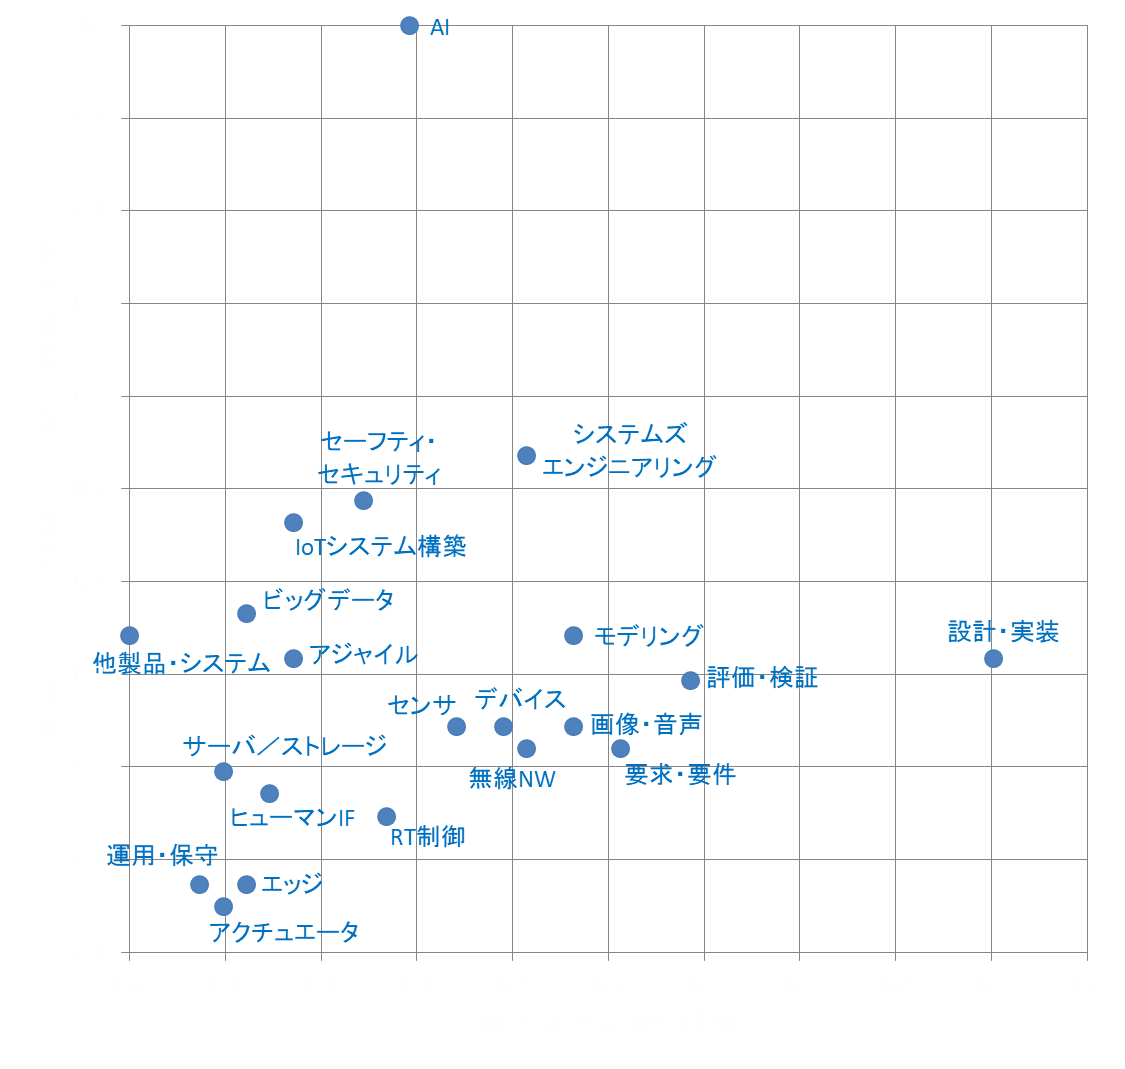 AI
セーフティ・
セキュリティ
システムズ
エンジニアリング
IoTシステム構築
ビッグデータ
他製品・システム
アジャイル
モデリング
設計・実装
評価・検証
センサ
デバイス
画像・音声
サーバ／ストレージ
無線NW
要求・要件
ヒューマンIF
RT制御
運用・保守
エッジ
アクチュエータ